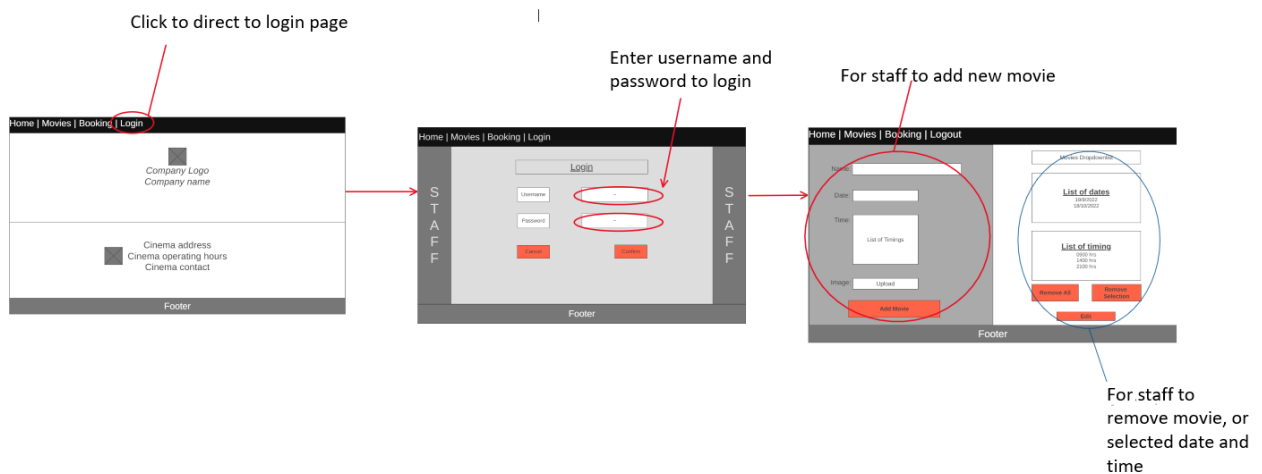 Click to direct to login page
Enter username and
password to login
For staff to add new movie
Home | Movies | Booking | Login
Company Logo
Company name
Cinema address
Cinema operating hours
Cinema contact
Footer
Home | Movies | Booking | Login
STAFF
Login
Username
Password
Cancel
Confirm
STAFF
Footer
Home | Movies | Booking | Logout
Name:
Date:
Time:
List of Timings
Image:
Upload
Add Movie
Movies Dropdownlist
List of dates
19/9/2022
18/10/2022
List of timing
0900 hrs
1400 hrs
2100 hrs
Remove All
Remove
Selection
Edit
Footer
For staff to
remove movie, or
selected date and
time